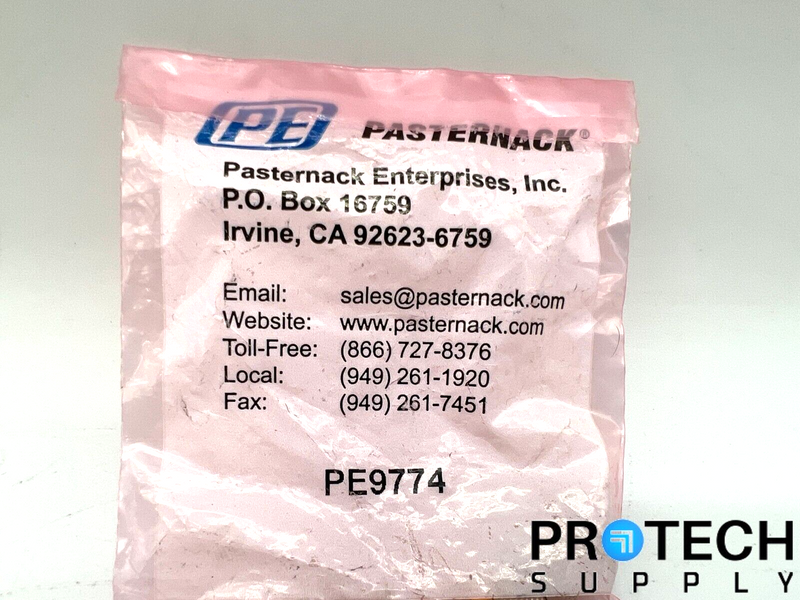 PE PASTERNACK®
Pasternack Enterprises, Inc.
P.O. Box 16759
Irvine, CA 92623-6759
Email: sales@pasternack.com
Website: www.pasternack.com
Toll-Free: (866) 727-8376
Local: (949) 261-1920
Fax: (949) 261-7451
PE9774
PROTECH
SUPPLY